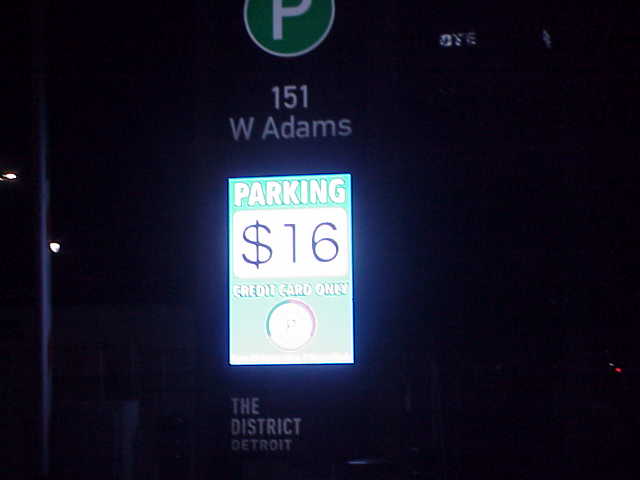 P
151
W Adams
PARKING
$16
CREDIT CARD ONLY
P
THE
DISTRICT
DETROIT